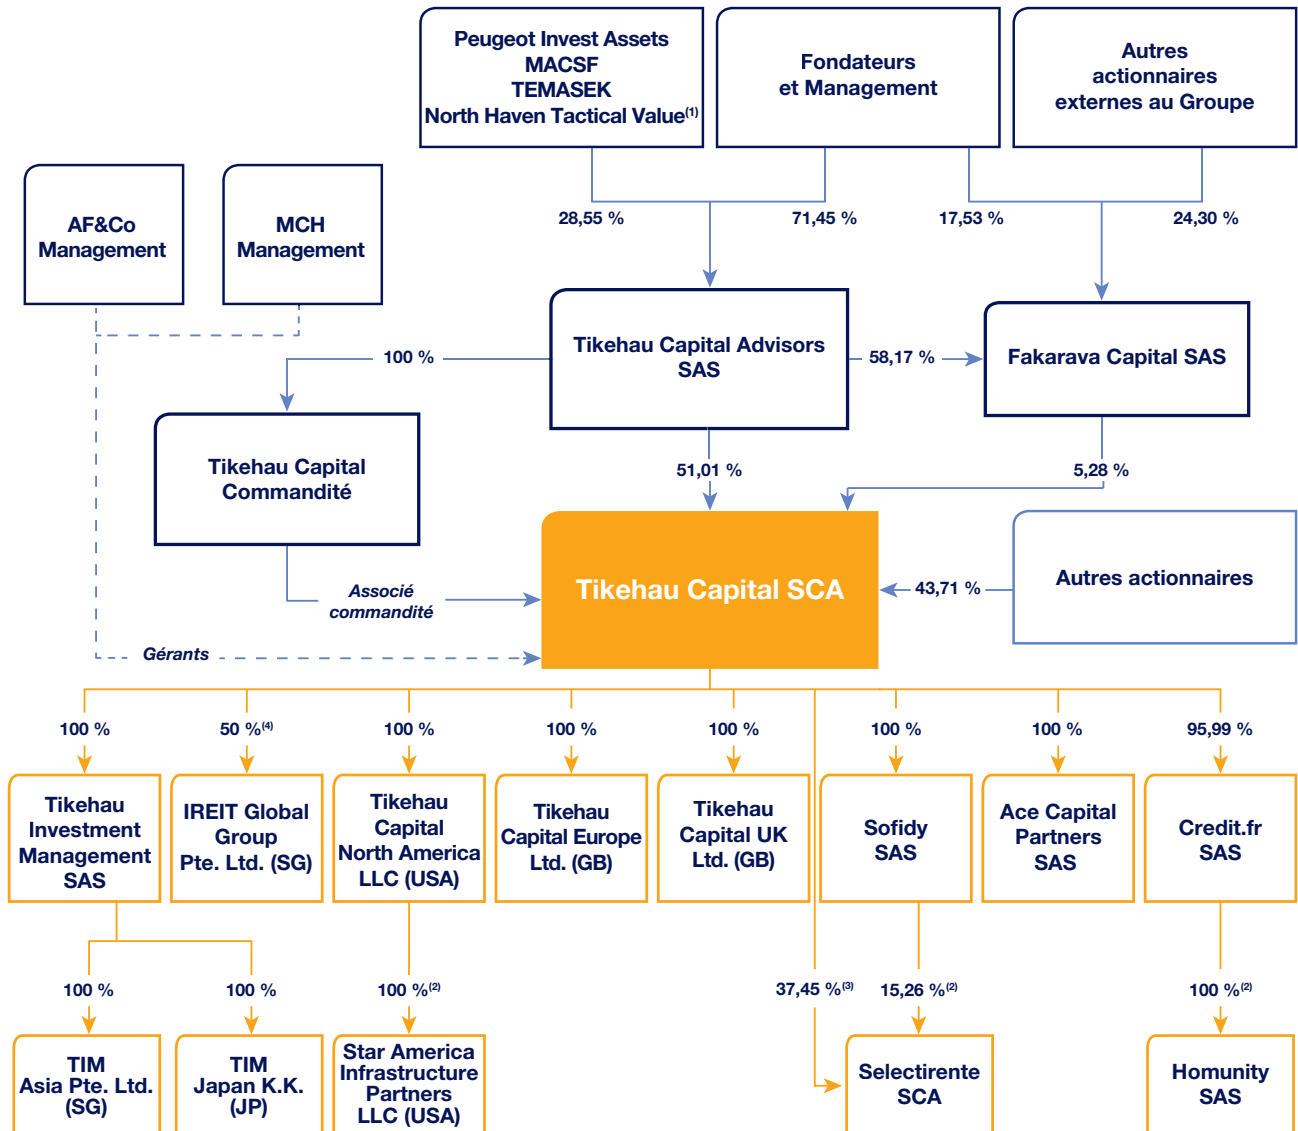 Peugeot Invest Assets
MACSF
TEMASEK
North Haven Tactical Value(1)
Fondateurs
et Management
Autres
actionnaires
externes au Groupe
AF&Co
Management
MCH
Management
28,55 %
71,45 %
17,53 %
24,30 %
Tikehau Capital Advisors
SAS
100 %
58,17 %
Fakarava Capital SAS
Tikehau Capital
Commandité
51,01 %
5,28 %
Tikehau Capital SCA
43,71 %
Autres actionnaires
Associé
commandité
Gérants
100 %
50 %(4)
100 %
100 %
100 %
100 %
100 %
95,99 %
Tikehau
Investment
Management
SAS
IREIT Global
Group
Pte. Ltd. (SG)
Tikehau
Capital
North America
LLC (USA)
Tikehau
Capital Europe
Ltd. (GB)
Tikehau
Capital UK
Ltd. (GB)
Sofidy
SAS
Ace Capital
Partners
SAS
Credit.fr
SAS
100 %
100 %
100 %(2)
37,45 %(3)
15,26 %(2)
100 %(2)
TIM
Asia Pte. Ltd.
(SG)
TIM
Japan K.K.
(JP)
Star America
Infrastructure
Partners
LLC (USA)
Selectirente
SCA
Homunity
SAS